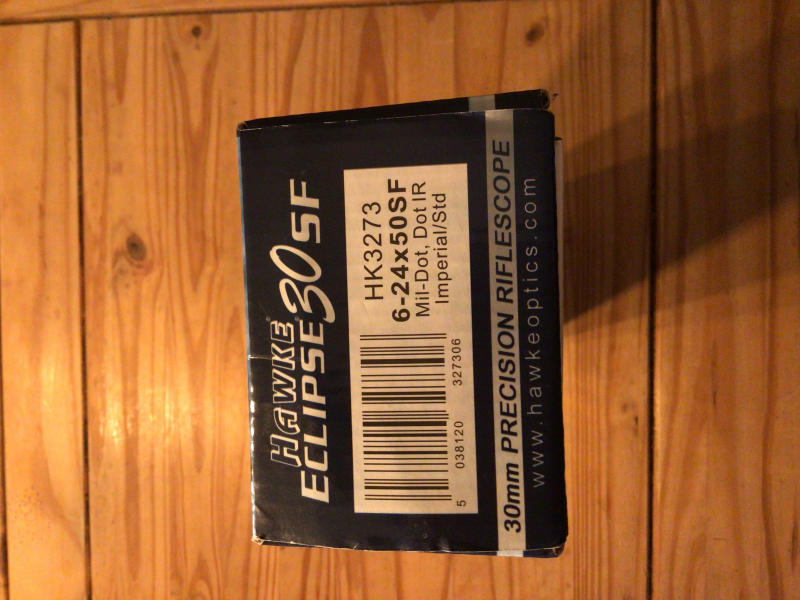 HAWKE®
ECLIPSE 30 SF
HK3273
6-24x50SF
Mil-Dot, Dot IR
Imperial/Std
5 038120 327306
30mm PRECISION RIFLESCOPE
www.hawkeoptics.com